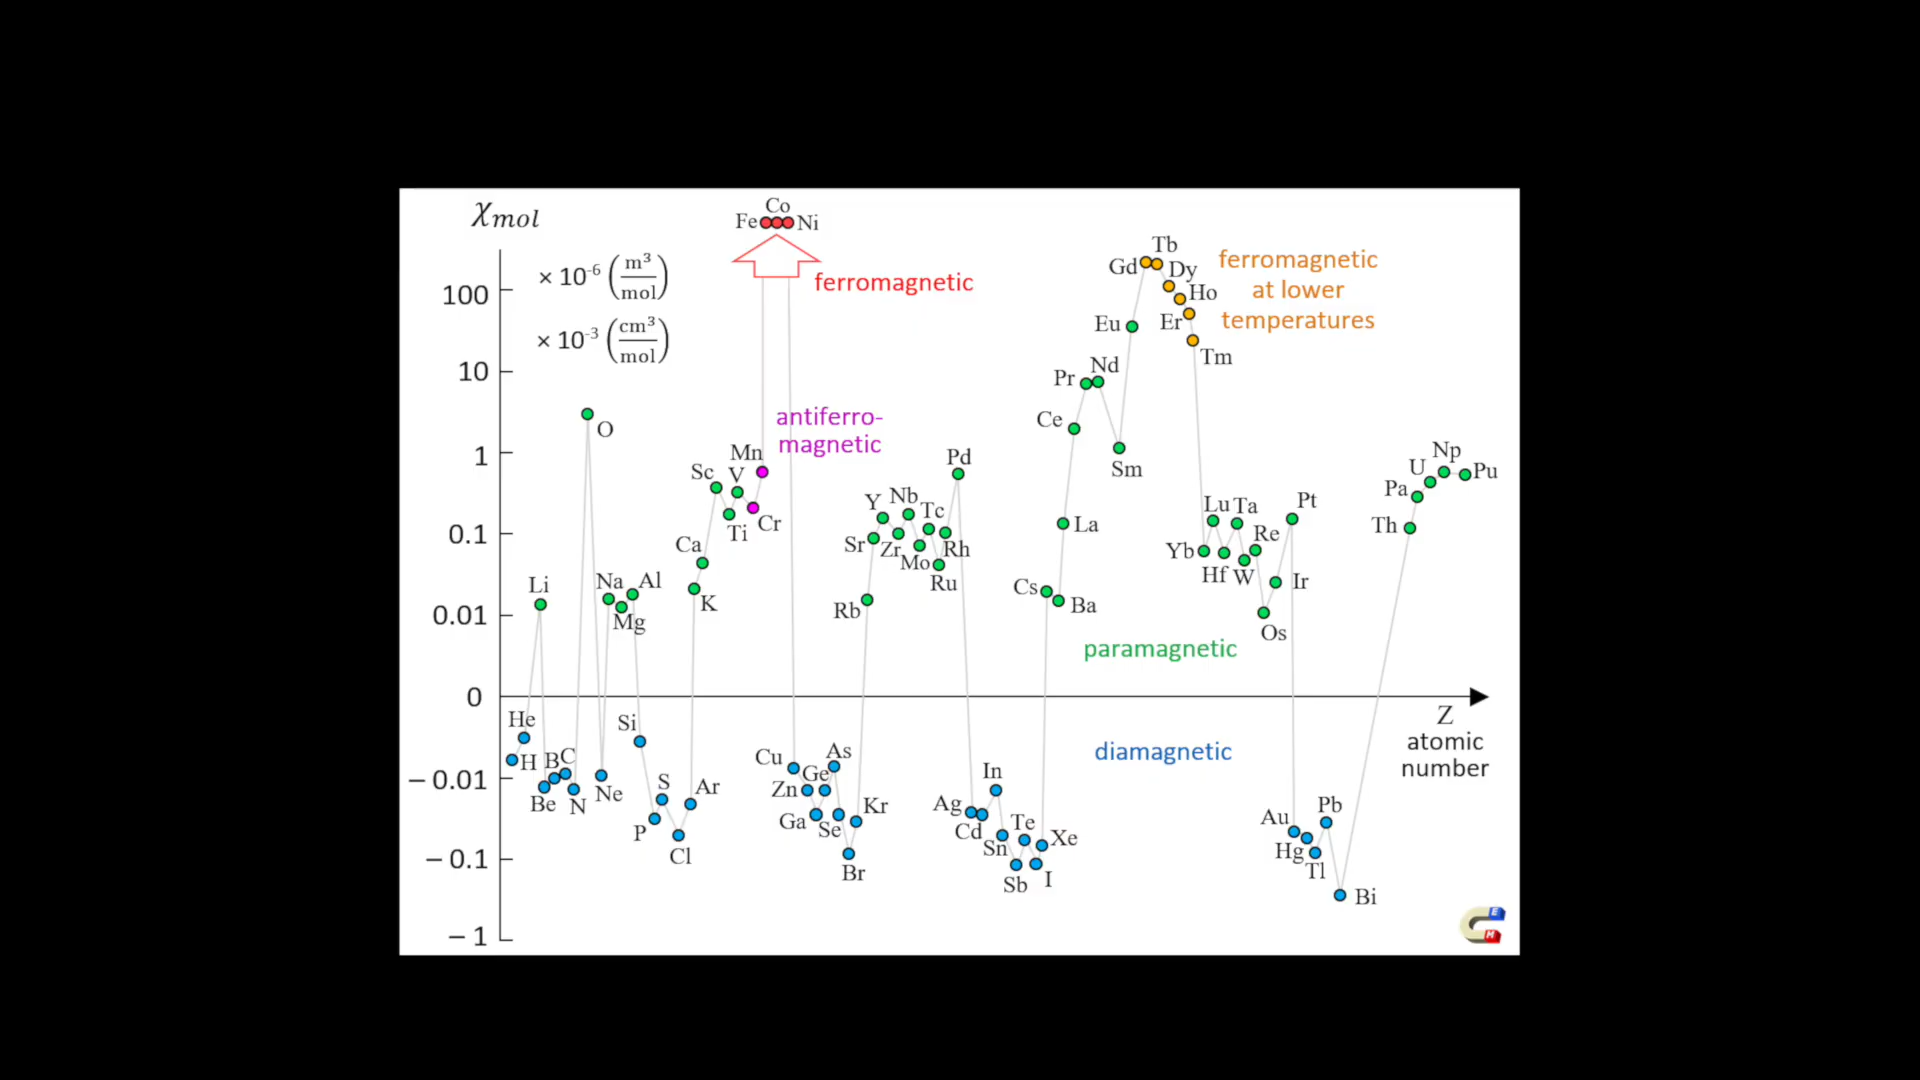 χmol
× 10⁻⁶ (m³/mol)
× 10⁻³ (cm³/mol)
100
10
1
0.1
0.01
0
– 0.01
– 0.1
– 1
Co
Fe
Ni
ferromagnetic
ferromagnetic
at lower
temperatures
antiferro-
magnetic
paramagnetic
diamagnetic
Z
atomic
number
H
He
Li
Be
B
C
N
O
Ne
Na
Mg
Al
Si
P
S
Cl
Ar
K
Ca
Sc
Ti
V
Cr
Mn
Cu
Zn
Ga
Ge
As
Se
Br
Kr
Rb
Sr
Y
Zr
Nb
Mo
Tc
Ru
Rh
Pd
Ag
Cd
In
Sn
Sb
Te
I
Xe
Cs
Ba
La
Ce
Pr
Nd
Sm
Eu
Gd
Tb
Dy
Ho
Er
Tm
Yb
Lu
Hf
Ta
W
Re
Os
Ir
Pt
Au
Hg
Tl
Pb
Bi
Th
Pa
U
Np
Pu
E
M